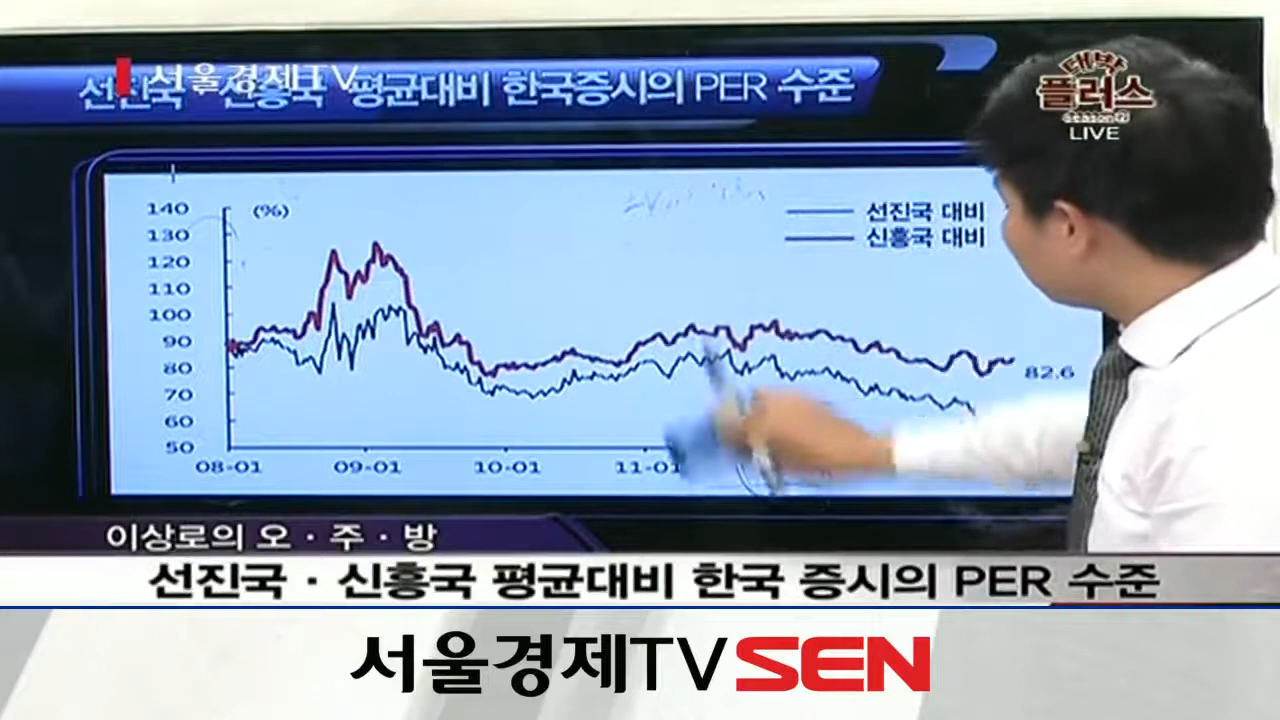 서울경제TV
선진국·신흥국 평균대비 한국증시의 PER 수준
대박
플러스
season2
LIVE
140
(%)
선진국 대비
130
신흥국 대비
120
110
100
90
80
82.6
70
60
50
08-01 09-01 10-01 11-01
이상로의 오·주·방
선진국·신흥국 평균대비 한국 증시의 PER 수준
서울경제TV SEN